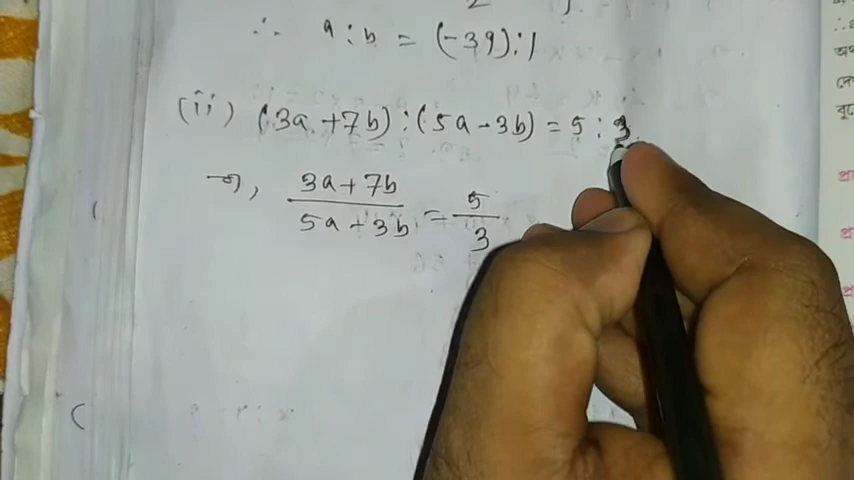 ∴ a : b = (-39) : 1
(ii) (3a + 7b) : (5a - 3b) = 5 : 3
বা, 3a + 7b / 5a - 3b = 5 / 3